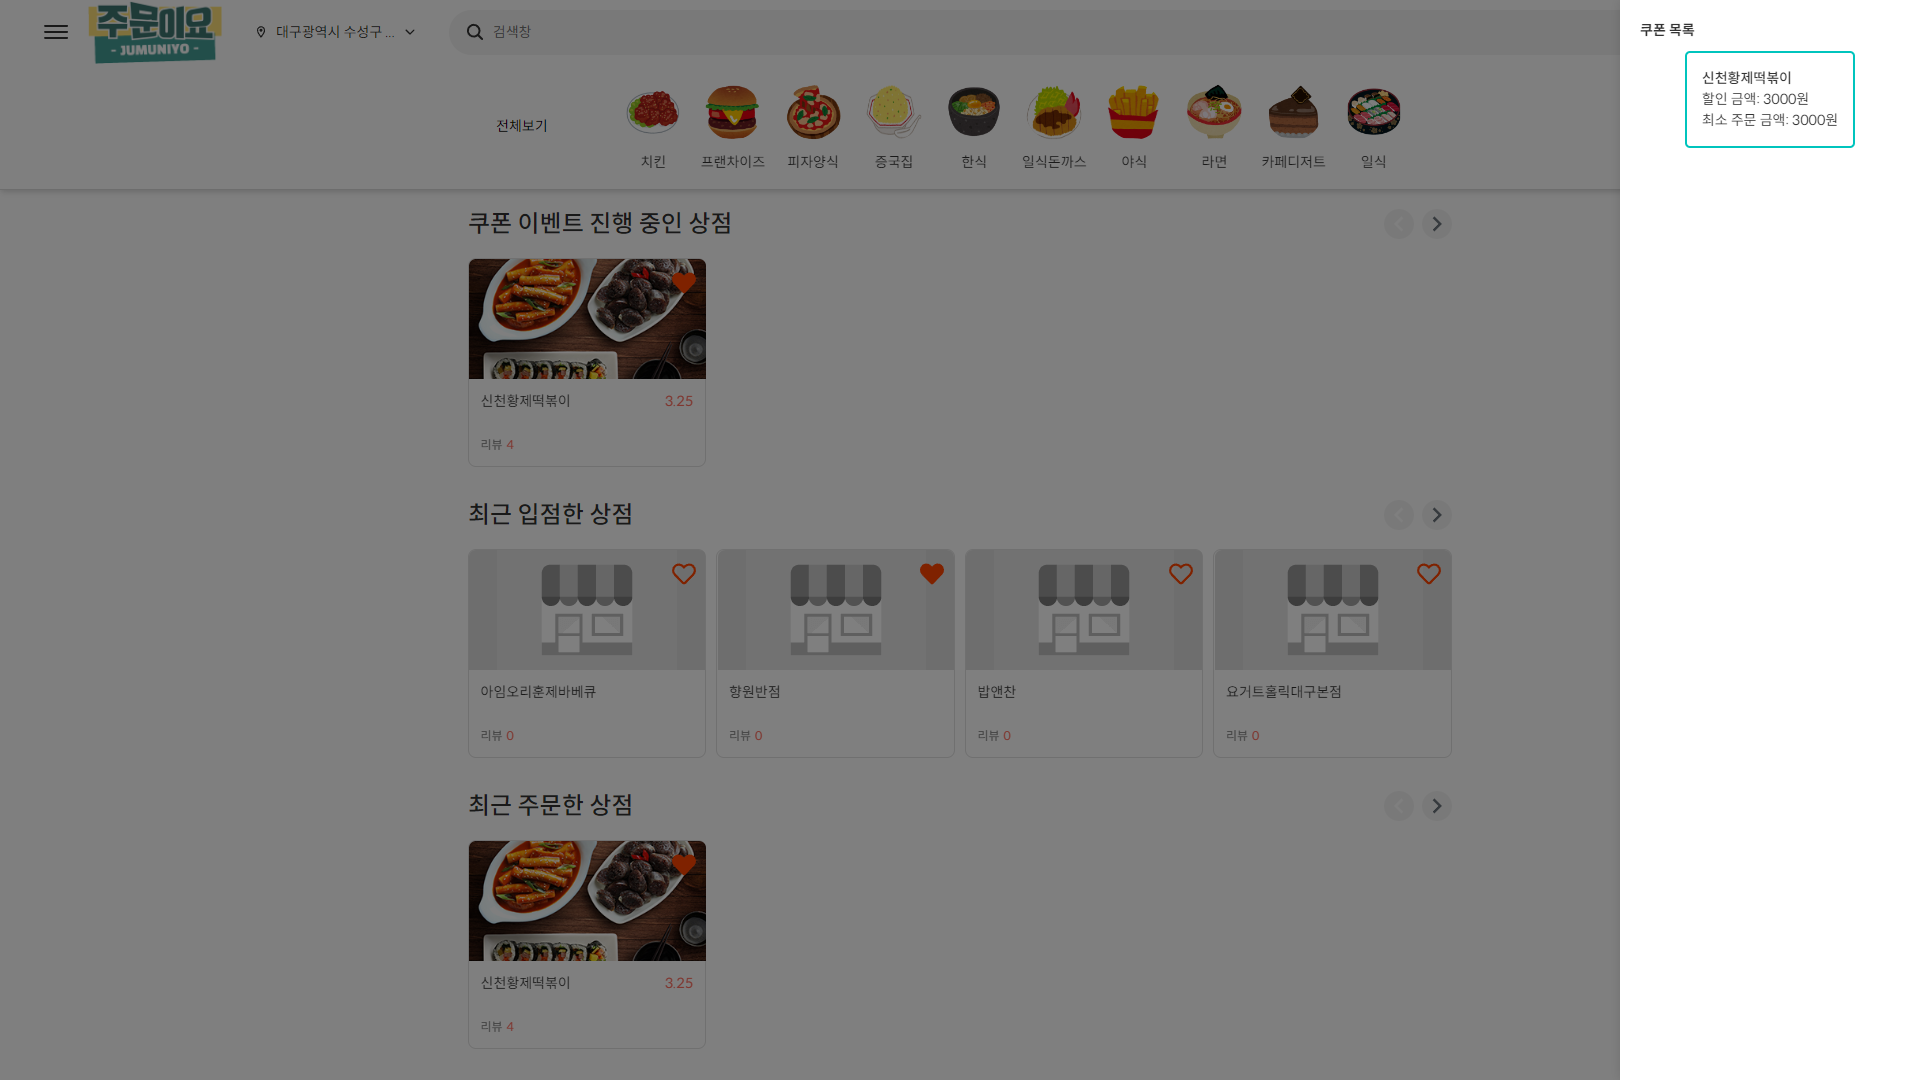 주문이요
- JUMUNIYO -
대구광역시 수성구 ...
검색창
전체보기
치킨
프랜차이즈
피자양식
중국집
한식
일식돈까스
야식
라면
카페디저트
일식
쿠폰 이벤트 진행 중인 상점
신천황제떡볶이 3.25
리뷰 4
최근 입점한 상점
아임오리훈제바베큐
리뷰 0
향원반점
리뷰 0
밥앤찬
리뷰 0
요거트홀릭대구본점
리뷰 0
최근 주문한 상점
신천황제떡볶이 3.25
리뷰 4
쿠폰 목록
신천황제떡볶이
할인 금액: 3000원
최소 주문 금액: 3000원